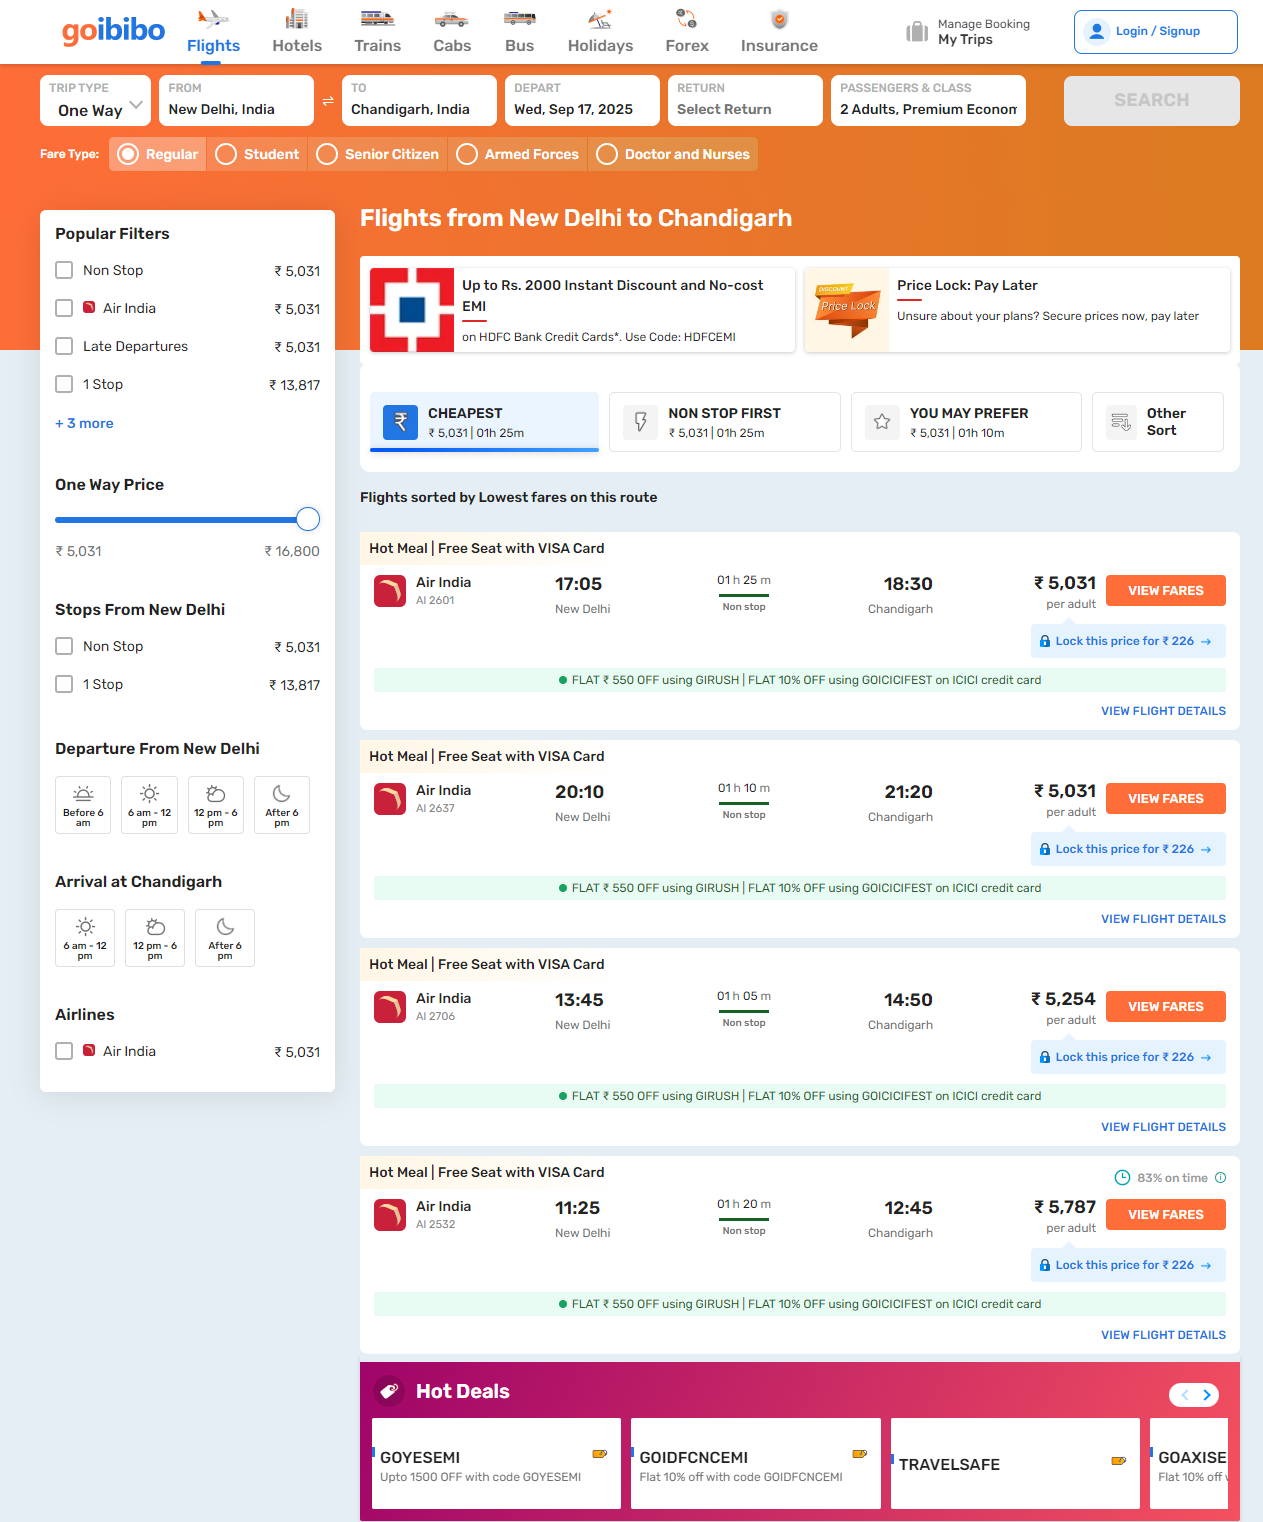 goibibo
Flights
Hotels
Trains
Cabs
Bus
Holidays
Forex
Insurance
Manage Booking
My Trips
Login / Signup
TRIP TYPE
One Way
FROM
New Delhi, India
TO
Chandigarh, India
DEPART
Wed, Sep 17, 2025
RETURN
Select Return
PASSENGERS & CLASS
2 Adults, Premium Econom
SEARCH
Fare Type:
Regular
Student
Senior Citizen
Armed Forces
Doctor and Nurses
Popular Filters
Non Stop ₹ 5,031
Air India ₹ 5,031
Late Departures ₹ 5,031
1 Stop ₹ 13,817
+ 3 more
One Way Price
₹ 5,031 ₹ 16,800
Stops From New Delhi
Non Stop ₹ 5,031
1 Stop ₹ 13,817
Departure From New Delhi
Before 6 am
6 am - 12 pm
12 pm - 6 pm
After 6 pm
Arrival at Chandigarh
6 am - 12 pm
12 pm - 6 pm
After 6 pm
Airlines
Air India ₹ 5,031
Flights from New Delhi to Chandigarh
Up to Rs. 2000 Instant Discount and No-cost
EMI
on HDFC Bank Credit Cards*. Use Code: HDFCEMI
DISCOUNT
Price Lock
Price Lock: Pay Later
Unsure about your plans? Secure prices now, pay later
CHEAPEST
₹ 5,031 | 01h 25m
NON STOP FIRST
₹ 5,031 | 01h 25m
YOU MAY PREFER
₹ 5,031 | 01h 10m
Other
Sort
Flights sorted by Lowest fares on this route
Hot Meal | Free Seat with VISA Card
Air India
AI 2601
17:05
New Delhi
01 h 25 m
Non stop
18:30
Chandigarh
₹ 5,031
per adult
VIEW FARES
Lock this price for ₹ 226 →
FLAT ₹ 550 OFF using GIRUSH | FLAT 10% OFF using GOICICIFEST on ICICI credit card
VIEW FLIGHT DETAILS
Hot Meal | Free Seat with VISA Card
Air India
AI 2637
20:10
New Delhi
01 h 10 m
Non stop
21:20
Chandigarh
₹ 5,031
per adult
VIEW FARES
Lock this price for ₹ 226 →
FLAT ₹ 550 OFF using GIRUSH | FLAT 10% OFF using GOICICIFEST on ICICI credit card
VIEW FLIGHT DETAILS
Hot Meal | Free Seat with VISA Card
Air India
AI 2706
13:45
New Delhi
01 h 05 m
Non stop
14:50
Chandigarh
₹ 5,254
per adult
VIEW FARES
Lock this price for ₹ 226 →
FLAT ₹ 550 OFF using GIRUSH | FLAT 10% OFF using GOICICIFEST on ICICI credit card
VIEW FLIGHT DETAILS
Hot Meal | Free Seat with VISA Card
83% on time
Air India
AI 2532
11:25
New Delhi
01 h 20 m
Non stop
12:45
Chandigarh
₹ 5,787
per adult
VIEW FARES
Lock this price for ₹ 226 →
FLAT ₹ 550 OFF using GIRUSH | FLAT 10% OFF using GOICICIFEST on ICICI credit card
VIEW FLIGHT DETAILS
Hot Deals
GOYESEMI
Upto 1500 OFF with code GOYESEMI
GOIDFCNCEMI
Flat 10% off with code GOIDFCNCEMI
TRAVELSAFE
GOAXISE
Flat 10% off